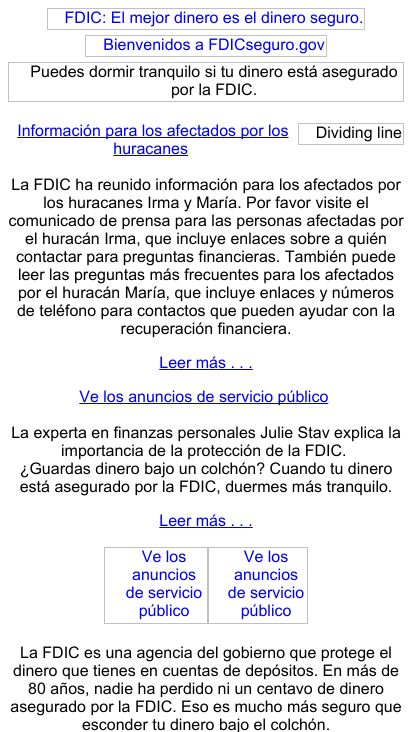 FDIC: El mejor dinero es el dinero seguro.
Bienvenidos a FDICseguro.gov
Puedes dormir tranquilo si tu dinero está asegurado
por la FDIC.
Información para los afectados por los
huracanes
Dividing line
La FDIC ha reunido información para los afectados por
los huracanes Irma y María. Por favor visite el
comunicado de prensa para las personas afectadas por
el huracán Irma, que incluye enlaces sobre a quién
contactar para preguntas financieras. También puede
leer las preguntas más frecuentes para los afectados
por el huracán María, que incluye enlaces y números
de teléfono para contactos que pueden ayudar con la
recuperación financiera.
Leer más . . .
Ve los anuncios de servicio público
La experta en finanzas personales Julie Stav explica la
importancia de la protección de la FDIC.
¿Guardas dinero bajo un colchón? Cuando tu dinero
está asegurado por la FDIC, duermes más tranquilo.
Leer más . . .
Ve los
anuncios
de servicio
público
Ve los
anuncios
de servicio
público
La FDIC es una agencia del gobierno que protege el
dinero que tienes en cuentas de depósitos. En más de
80 años, nadie ha perdido ni un centavo de dinero
asegurado por la FDIC. Eso es mucho más seguro que
esconder tu dinero bajo el colchón.